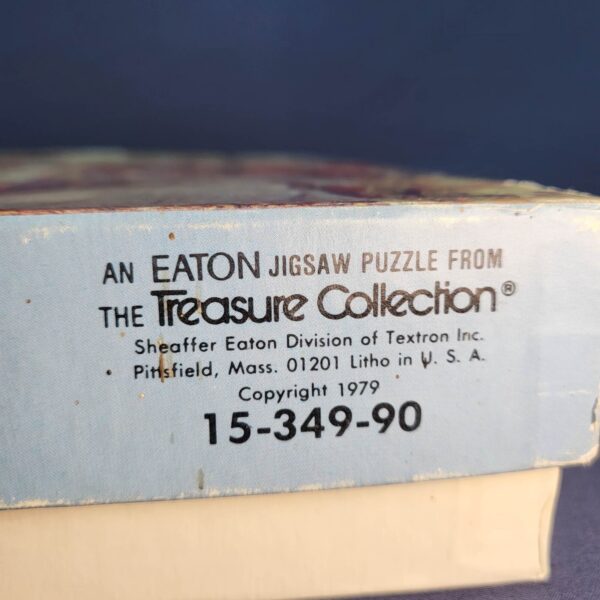 AN EATON JIGSAW PUZZLE FROM
THE Treasure Collection®
Sheaffer Eaton Division of Textron Inc.
Pittsfield, Mass. 01201 Litho in U. S. A.
Copyright 1979
15-349-90